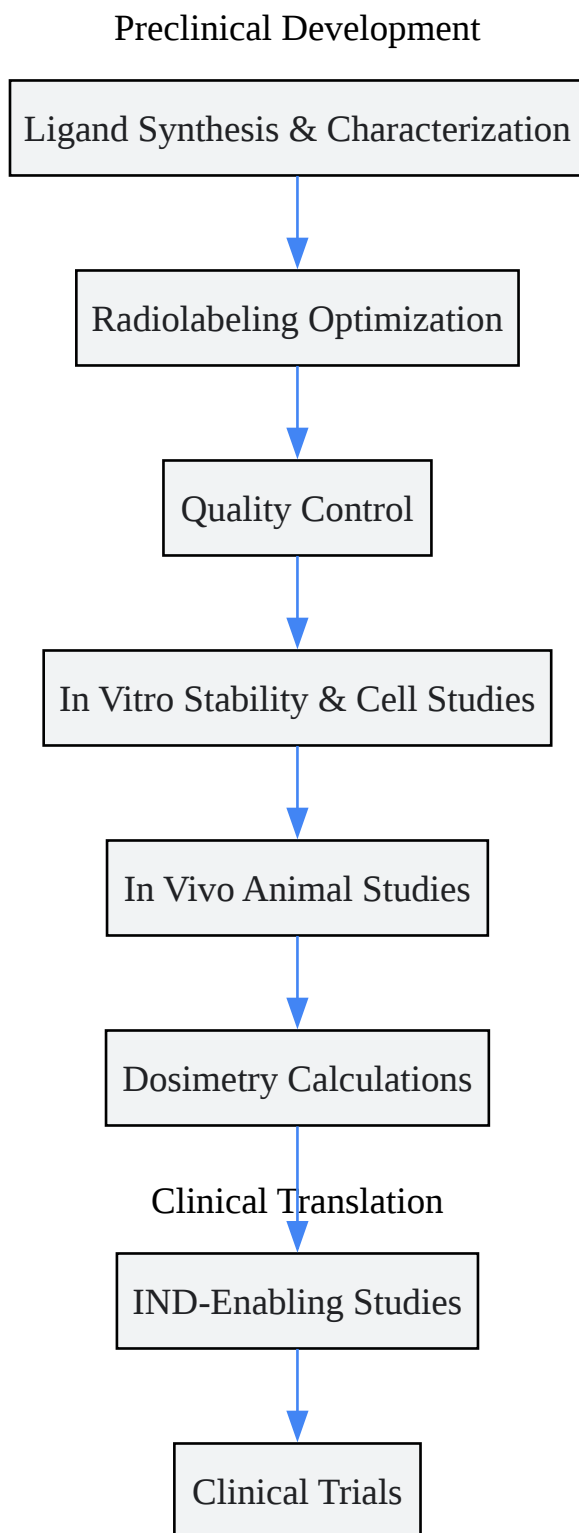 Preclinical Development
Ligand Synthesis & Characterization
Radiolabeling Optimization
Quality Control
In Vitro Stability & Cell Studies
In Vivo Animal Studies
Dosimetry Calculations
Clinical Translation
IND-Enabling Studies
Clinical Trials